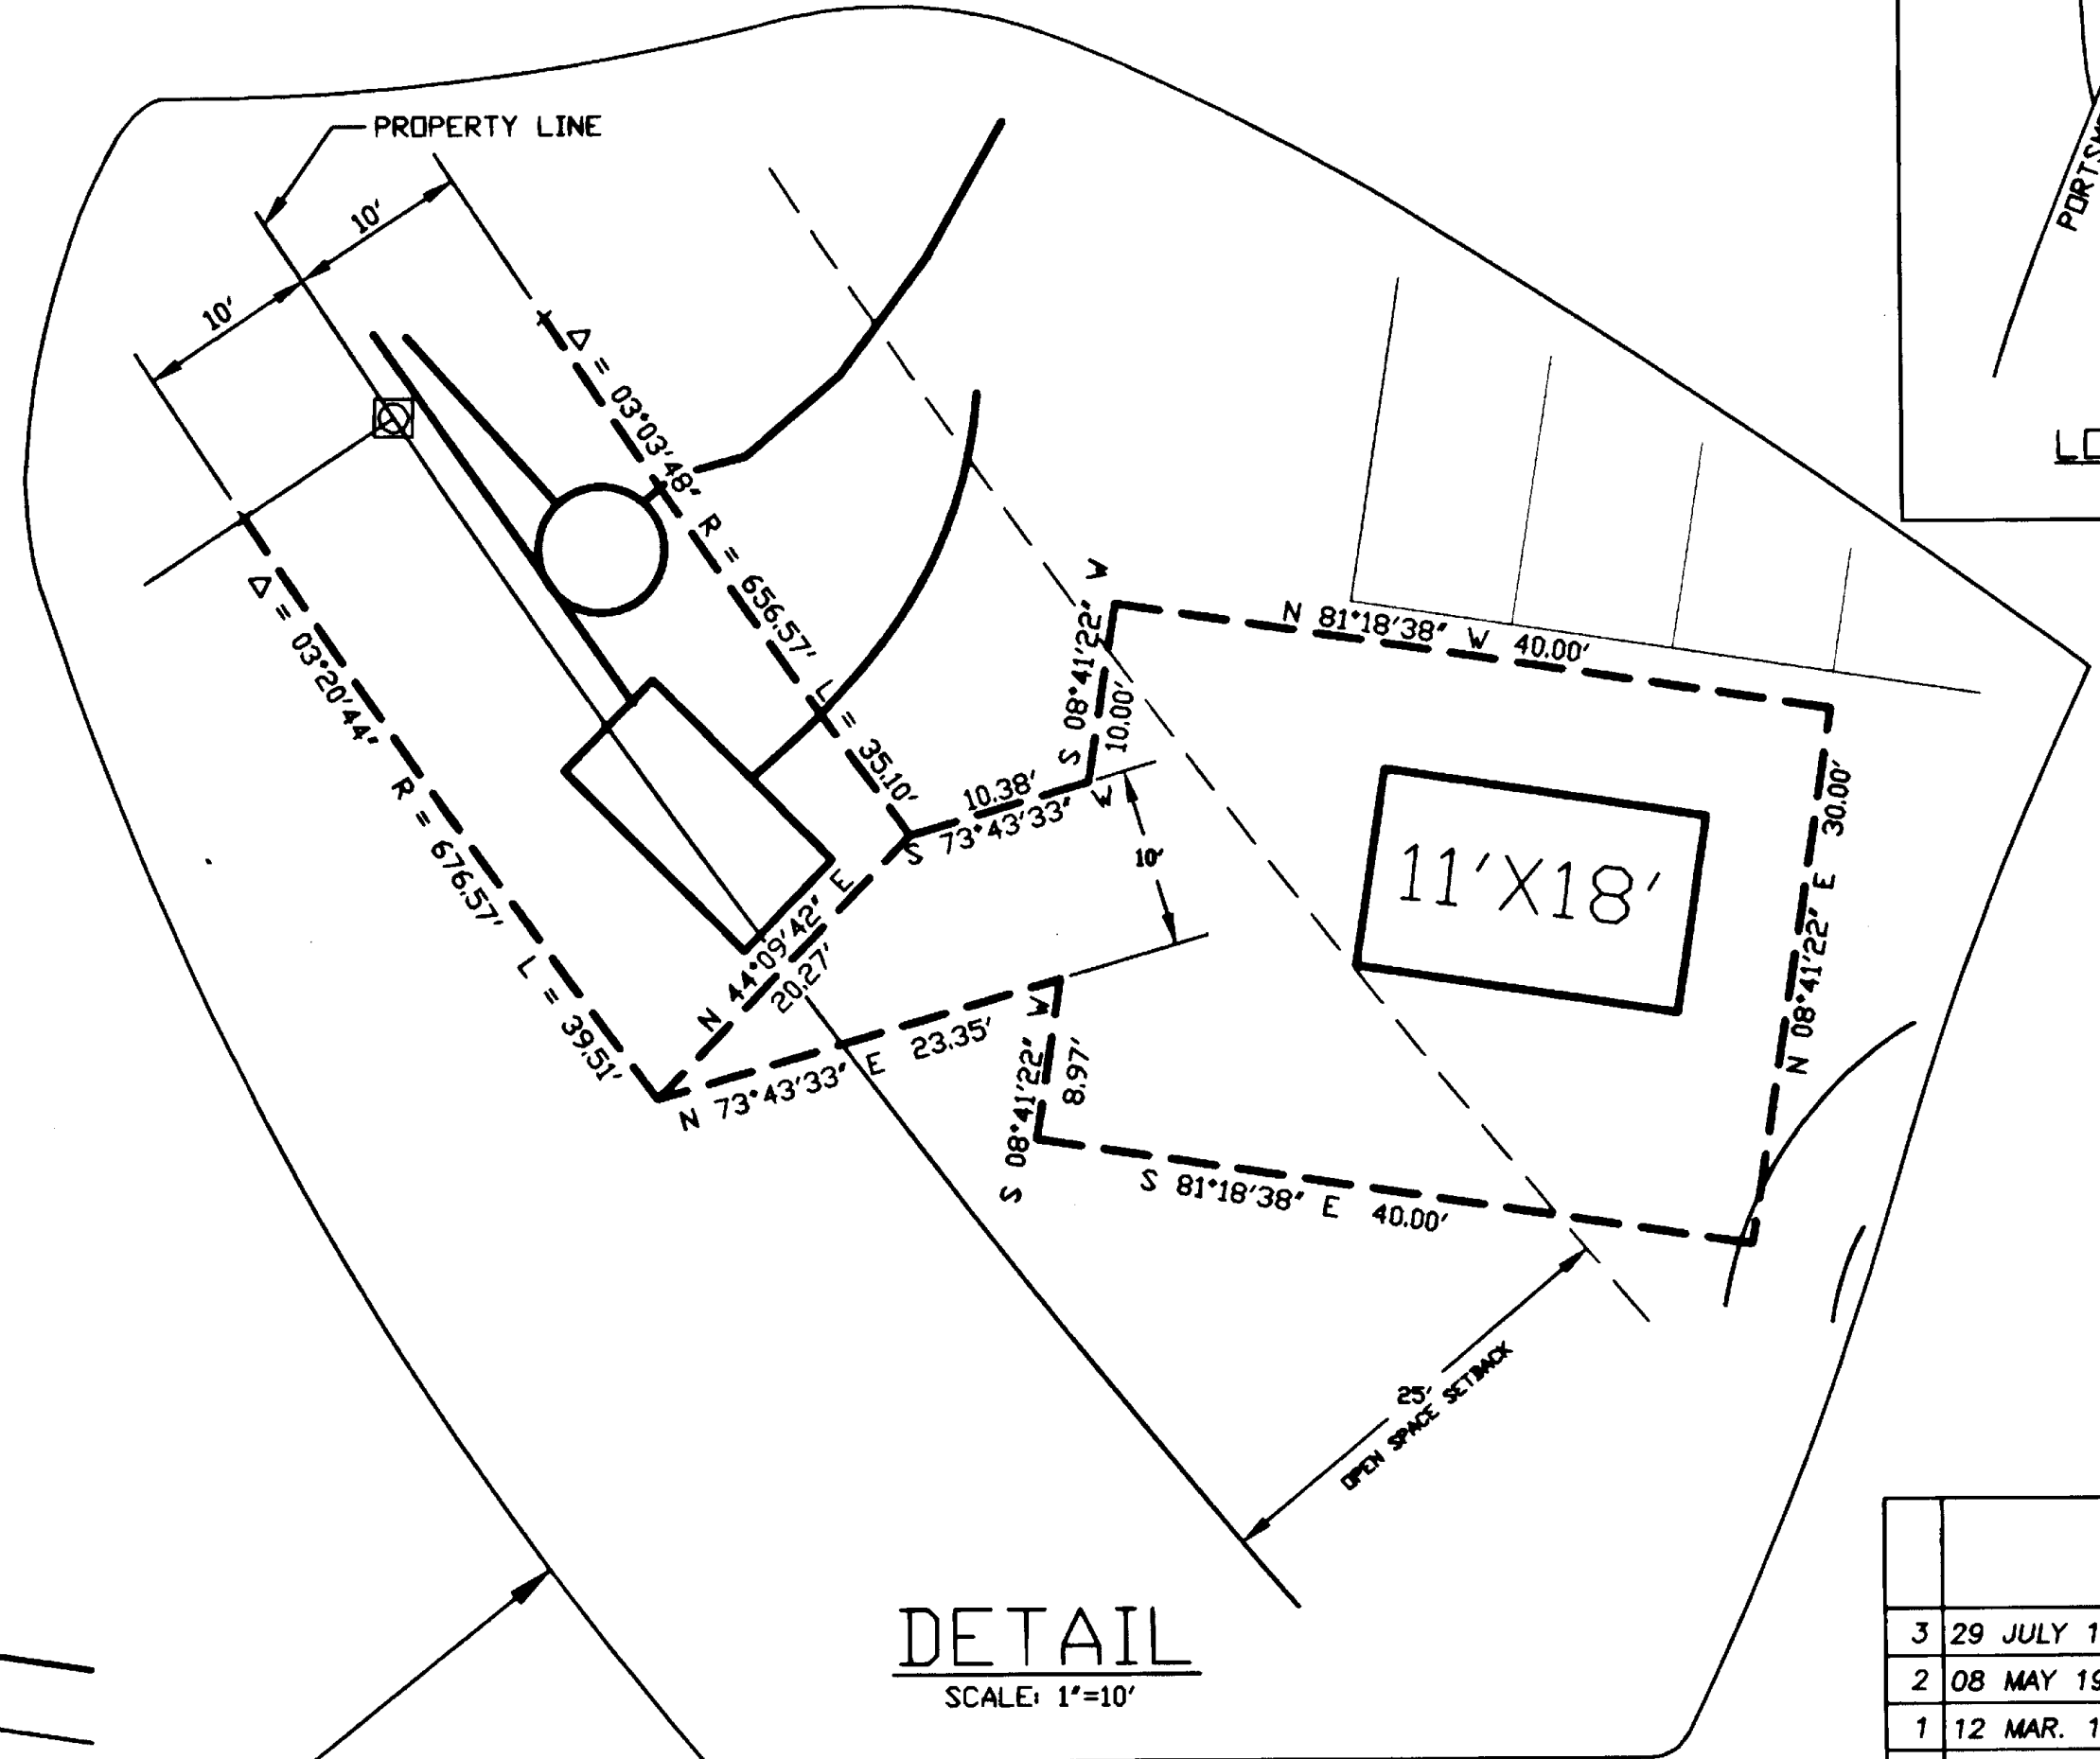 PROPERTY LINE
10'
10'
Δ = 03°03'48" R = 656.57' L = 35.10'
Δ = 03°20'44" R = 676.57' L = 39.51'
N 81°18'38" W 40.00'
S 08°41'22" W
10.00'
10.38'
S 73°43'33" W
10'
11'X18'
30.00'
N 08°41'22" E
N 44°09'42" E
20.27'
23.35'
N 73°43'33" E
S 08°41'22" W
8.97'
S 81°18'38" E 40.00'
25'
OPEN SPACE SETBACK
DETAIL
SCALE: 1"=10'
3 29 JULY 1
2 08 MAY 19
1 12 MAR. 1